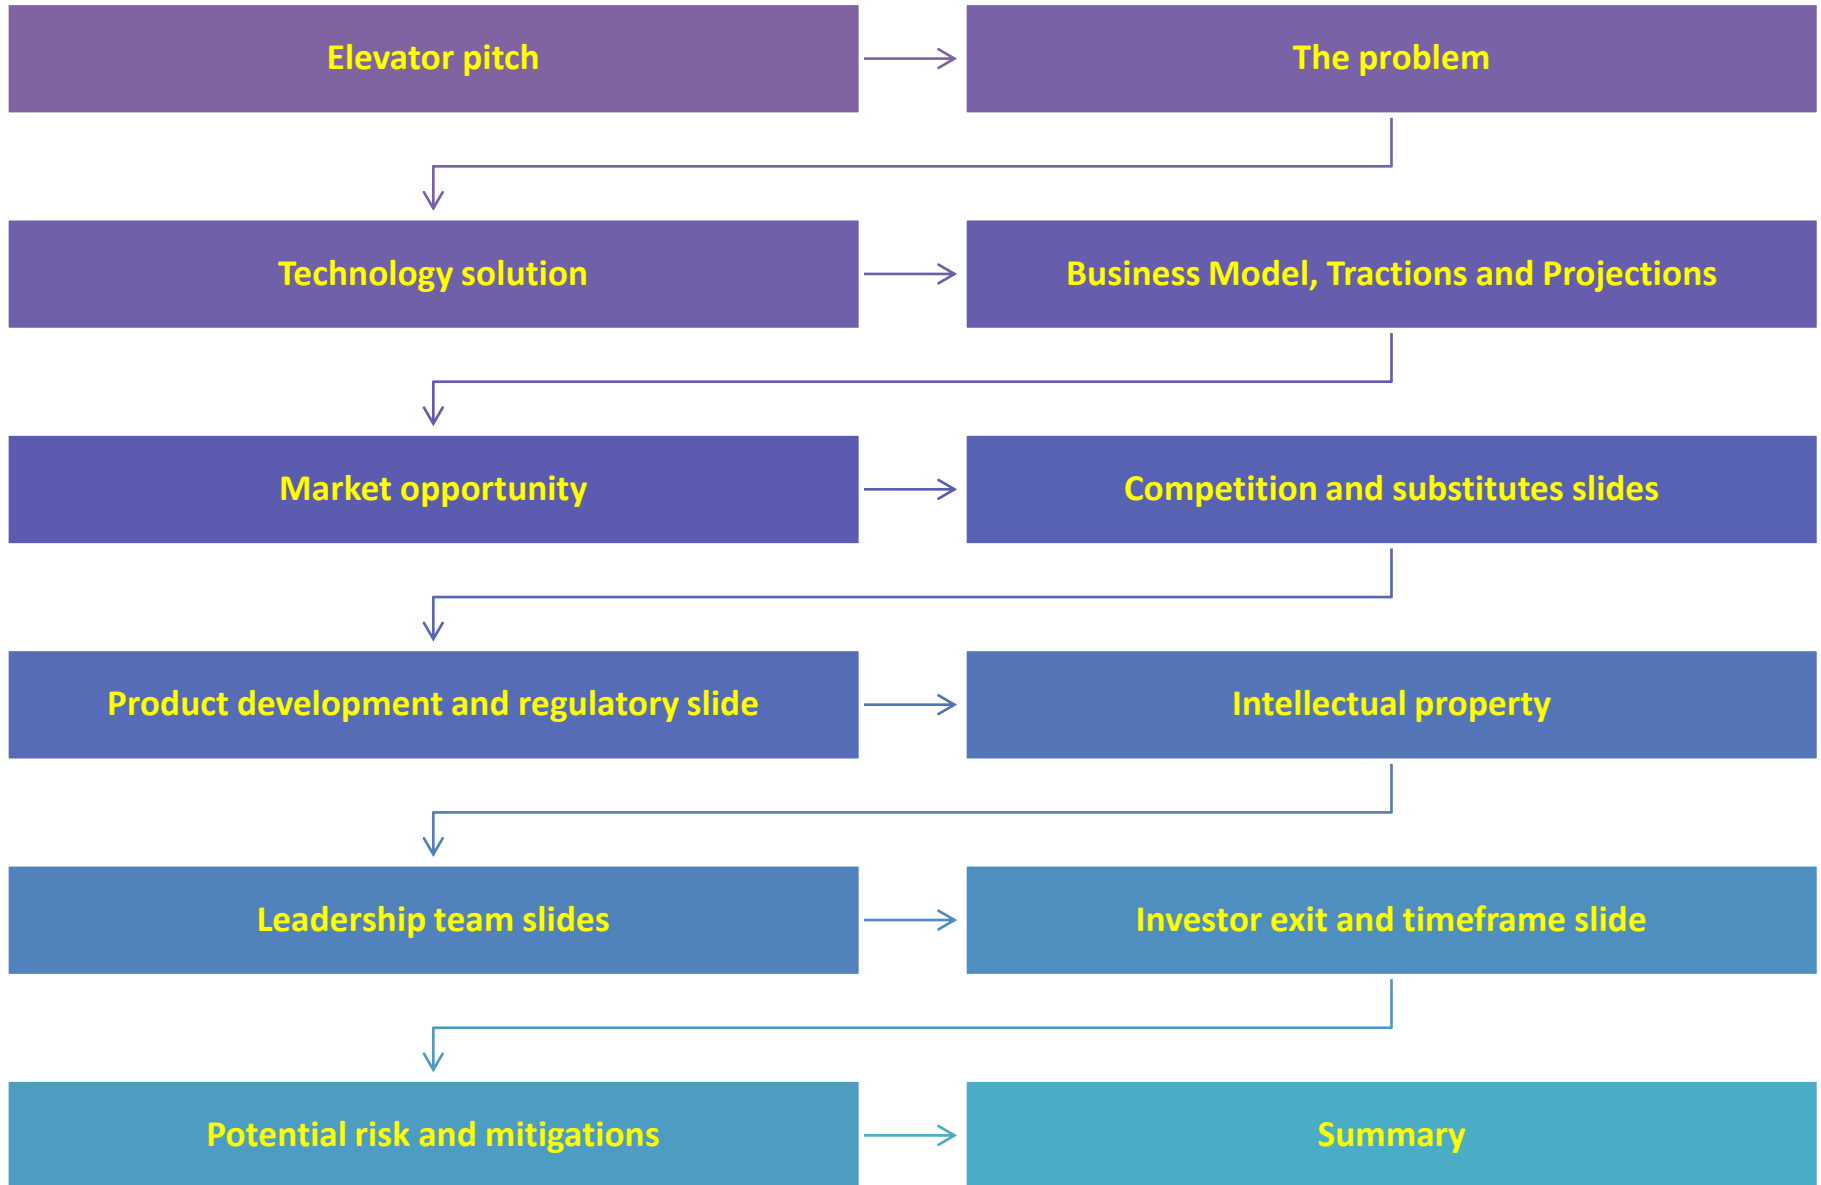 Elevator pitch
The problem
Technology solution
Business Model, Tractions and Projections
Market opportunity
Competition and substitutes slides
Product development and regulatory slide
Intellectual property
Leadership team slides
Investor exit and timeframe slide
Potential risk and mitigations
Summary